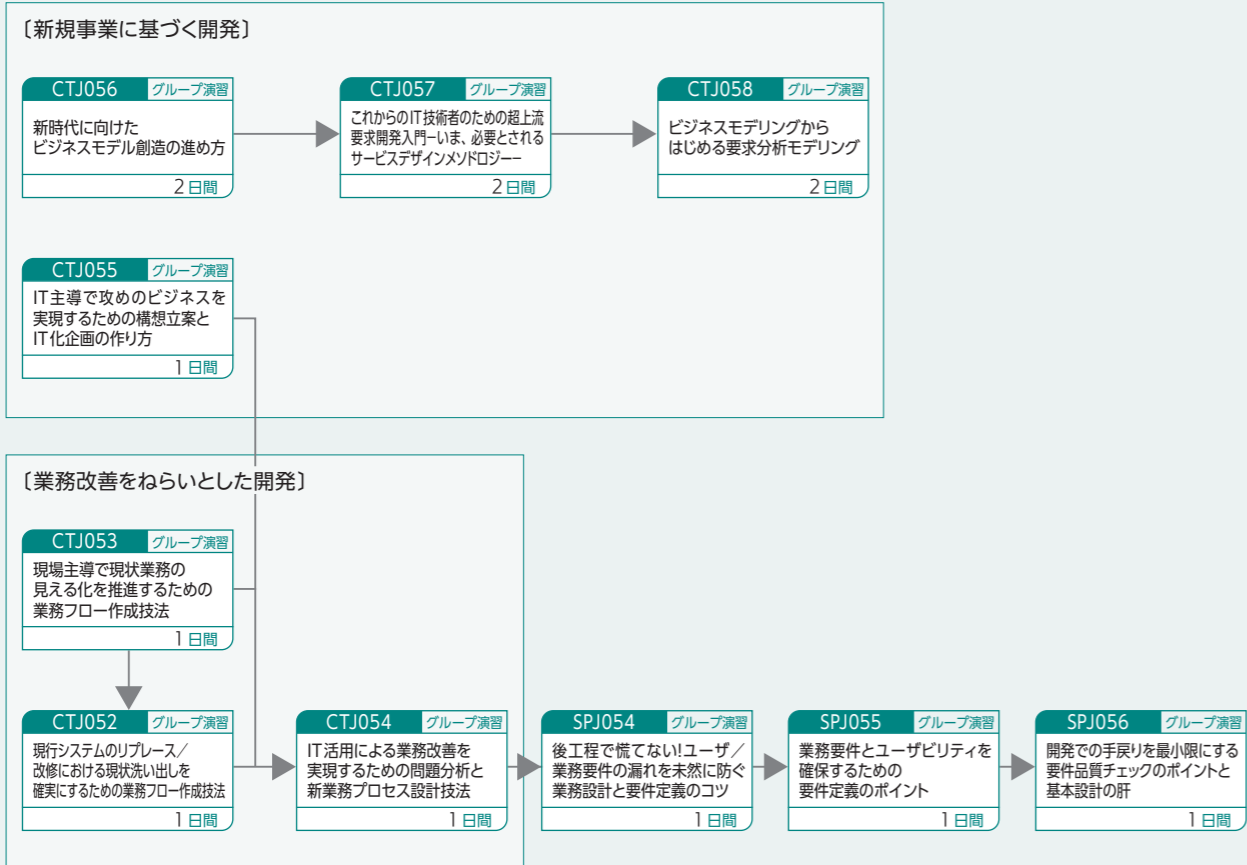 〔新規事業に基づく開発〕
CTJ056 グループ演習
新時代に向けた
ビジネスモデル創造の進め方
2日間
CTJ057 グループ演習
これからのIT技術者のための超上流
要求開発入門ーいま、必要とされる
サービスデザインメソドロジーー
2日間
CTJ058 グループ演習
ビジネスモデリングから
はじめる要求分析モデリング
2日間
CTJ055 グループ演習
IT主導で攻めのビジネスを
実現するための構想立案と
IT化企画の作り方
1日間
〔業務改善をねらいとした開発〕
CTJ053 グループ演習
現場主導で現状業務の
見える化を推進するための
業務フロー作成技法
1日間
CTJ052 グループ演習
現行システムのリプレース／
改修における現状洗い出しを
確実にするための業務フロー作成技法
1日間
CTJ054 グループ演習
IT活用による業務改善を
実現するための問題分析と
新業務プロセス設計技法
1日間
SPJ054 グループ演習
後工程で慌てない!ユーザ／
業務要件の漏れを未然に防ぐ
業務設計と要件定義のコツ
1日間
SPJ055 グループ演習
業務要件とユーザビリティを
確保するための
要件定義のポイント
1日間
SPJ056 グループ演習
開発での手戻りを最小限にする
要件品質チェックのポイントと
基本設計の肝
1日間